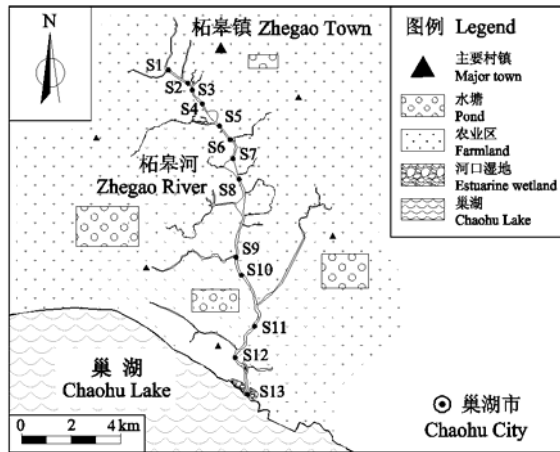 N
柘皋镇 Zhegao Town
S1
S2
S3
S4
S5
S6
S7
柘皋河
Zhegao River
S8
S9
S10
S11
S12
S13
巢 湖
Chaohu Lake
巢湖市
Chaohu City
0 2 4 km
图例 Legend
主要村镇
Major town
水塘
Pond
农业区
Farmland
河口湿地
Estuarine wetland
巢湖
Chaohu Lake